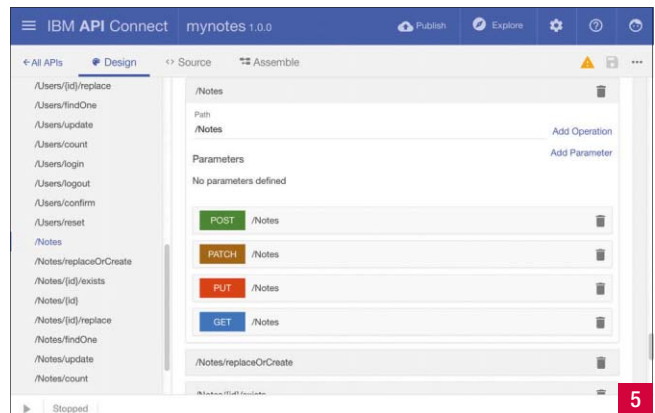 IBM API Connect mynotes 1.0.0 Publish Explore
All APIs Design Source Assemble
/Users/{id}/replace
/Users/findOne
/Users/update
/Users/count
/Users/login
/Users/logout
/Users/confirm
/Users/reset
/Notes
/Notes/replaceOrCreate
/Notes/{id}/exists
/Notes/{id}
/Notes/{id}/replace
/Notes/findOne
/Notes/update
/Notes/count
/Notes
Path
/Notes
Add Operation
Parameters
Add Parameter
No parameters defined
POST /Notes
PATCH /Notes
PUT /Notes
GET /Notes
/Notes/replaceOrCreate
/Notes/{id}/exists
Stopped
5